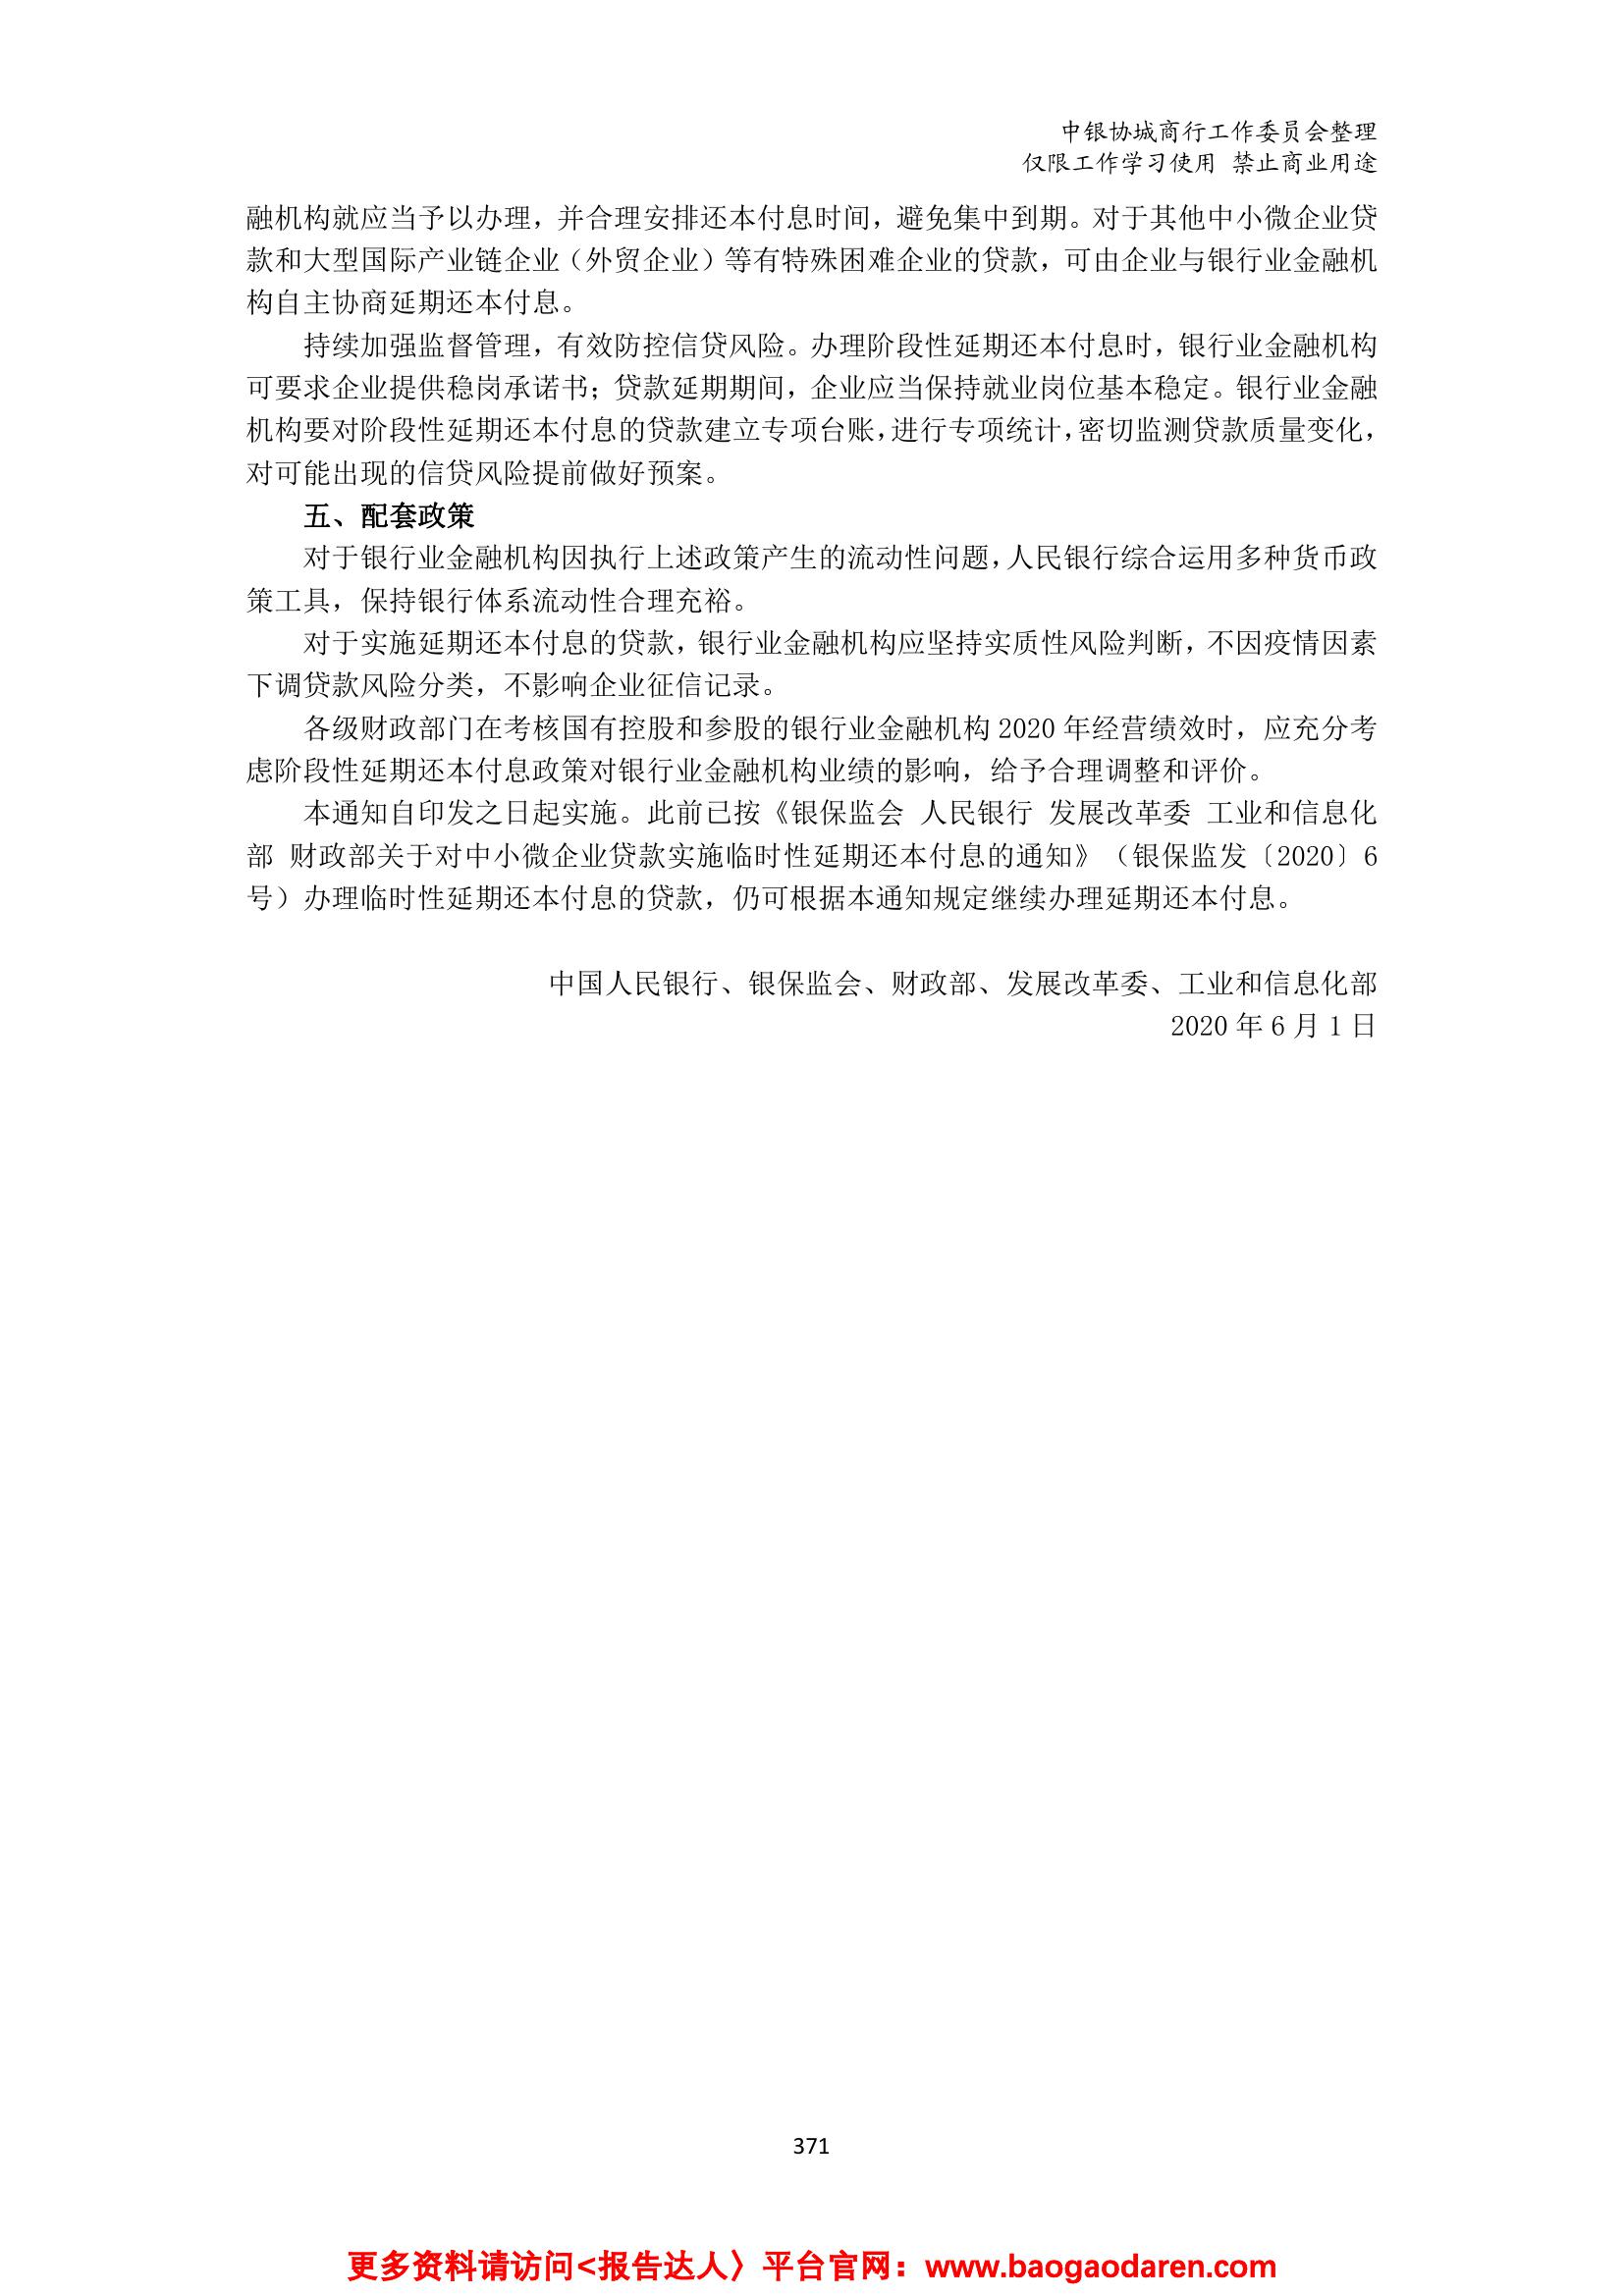 中银协城商行工作委员会整理
仅限工作学习使用 禁止商业用途
融机构就应当予以办理，并合理安排还本付息时间，避免集中到期。对于其他中小微企业贷
款和大型国际产业链企业（外贸企业）等有特殊困难企业的贷款，可由企业与银行业金融机
构自主协商延期还本付息。
持续加强监督管理，有效防控信贷风险。办理阶段性延期还本付息时，银行业金融机构
可要求企业提供稳岗承诺书；贷款延期期间，企业应当保持就业岗位基本稳定。银行业金融
机构要对阶段性延期还本付息的贷款建立专项台账，进行专项统计，密切监测贷款质量变化，
对可能出现的信贷风险提前做好预案。
五、配套政策
对于银行业金融机构因执行上述政策产生的流动性问题，人民银行综合运用多种货币政
策工具，保持银行体系流动性合理充裕。
对于实施延期还本付息的贷款，银行业金融机构应坚持实质性风险判断，不因疫情因素
下调贷款风险分类，不影响企业征信记录。
各级财政部门在考核国有控股和参股的银行业金融机构 2020 年经营绩效时，应充分考
虑阶段性延期还本付息政策对银行业金融机构业绩的影响，给予合理调整和评价。
本通知自印发之日起实施。此前已按《银保监会 人民银行 发展改革委 工业和信息化
部 财政部关于对中小微企业贷款实施临时性延期还本付息的通知》（银保监发〔2020〕6
号）办理临时性延期还本付息的贷款，仍可根据本通知规定继续办理延期还本付息。
中国人民银行、银保监会、财政部、发展改革委、工业和信息化部
2020 年 6 月 1 日
371
更多资料请访问<报告达人〉平台官网：www.baogaodaren.com